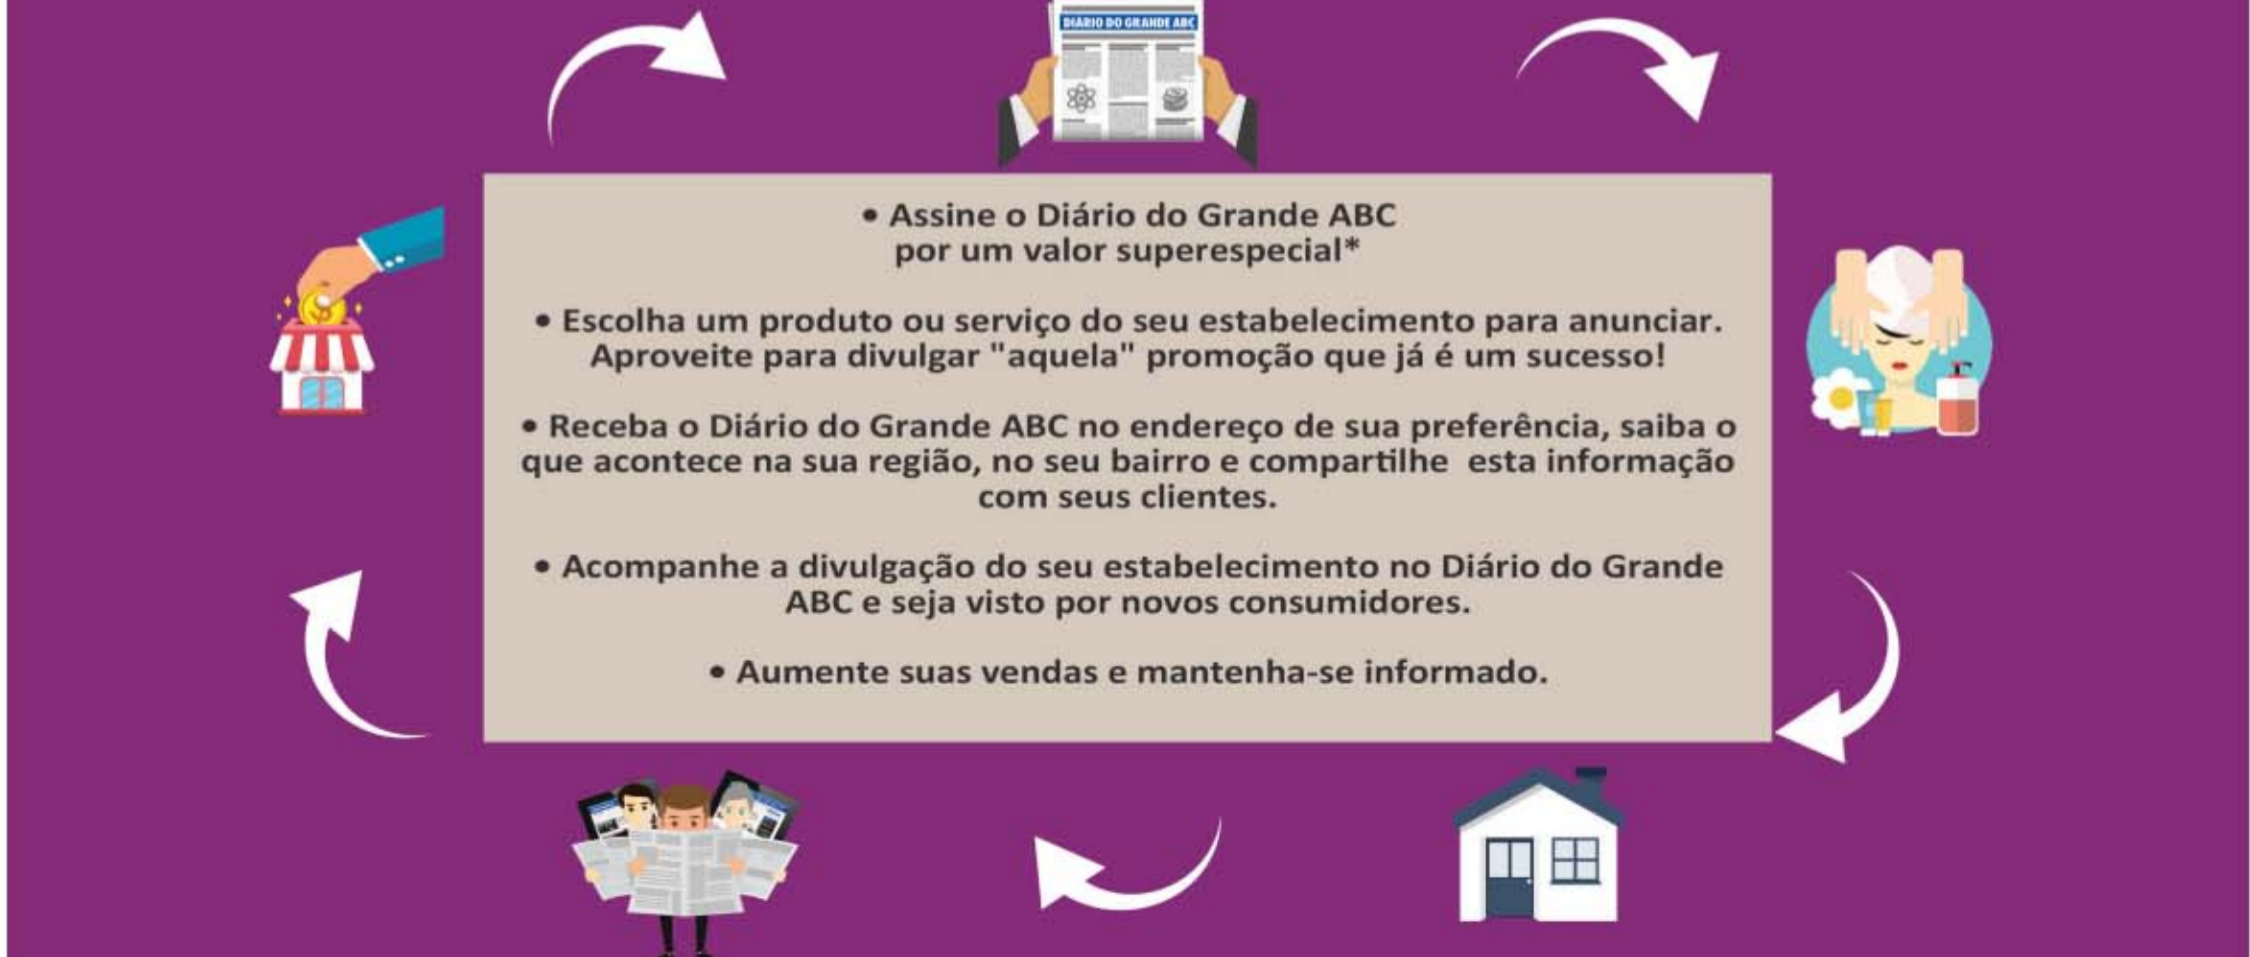 DIÁRIO DO GRANDE ABC
• Assine o Diário do Grande ABC
por um valor superespecial*
• Escolha um produto ou serviço do seu estabelecimento para anunciar.
Aproveite para divulgar "aquela" promoção que já é um sucesso!
• Receba o Diário do Grande ABC no endereço de sua preferência, saiba o
que acontece na sua região, no seu bairro e compartilhe esta informação
com seus clientes.
• Acompanhe a divulgação do seu estabelecimento no Diário do Grande
ABC e seja visto por novos consumidores.
• Aumente suas vendas e mantenha-se informado.